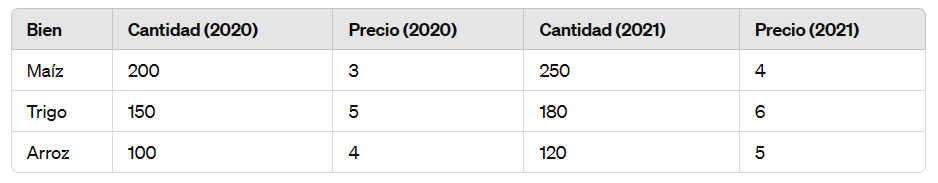 Bien Cantidad (2020) Precio (2020) Cantidad (2021) Precio (2021)
Maíz 200 3 250 4
Trigo 150 5 180 6
Arroz 100 4 120 5